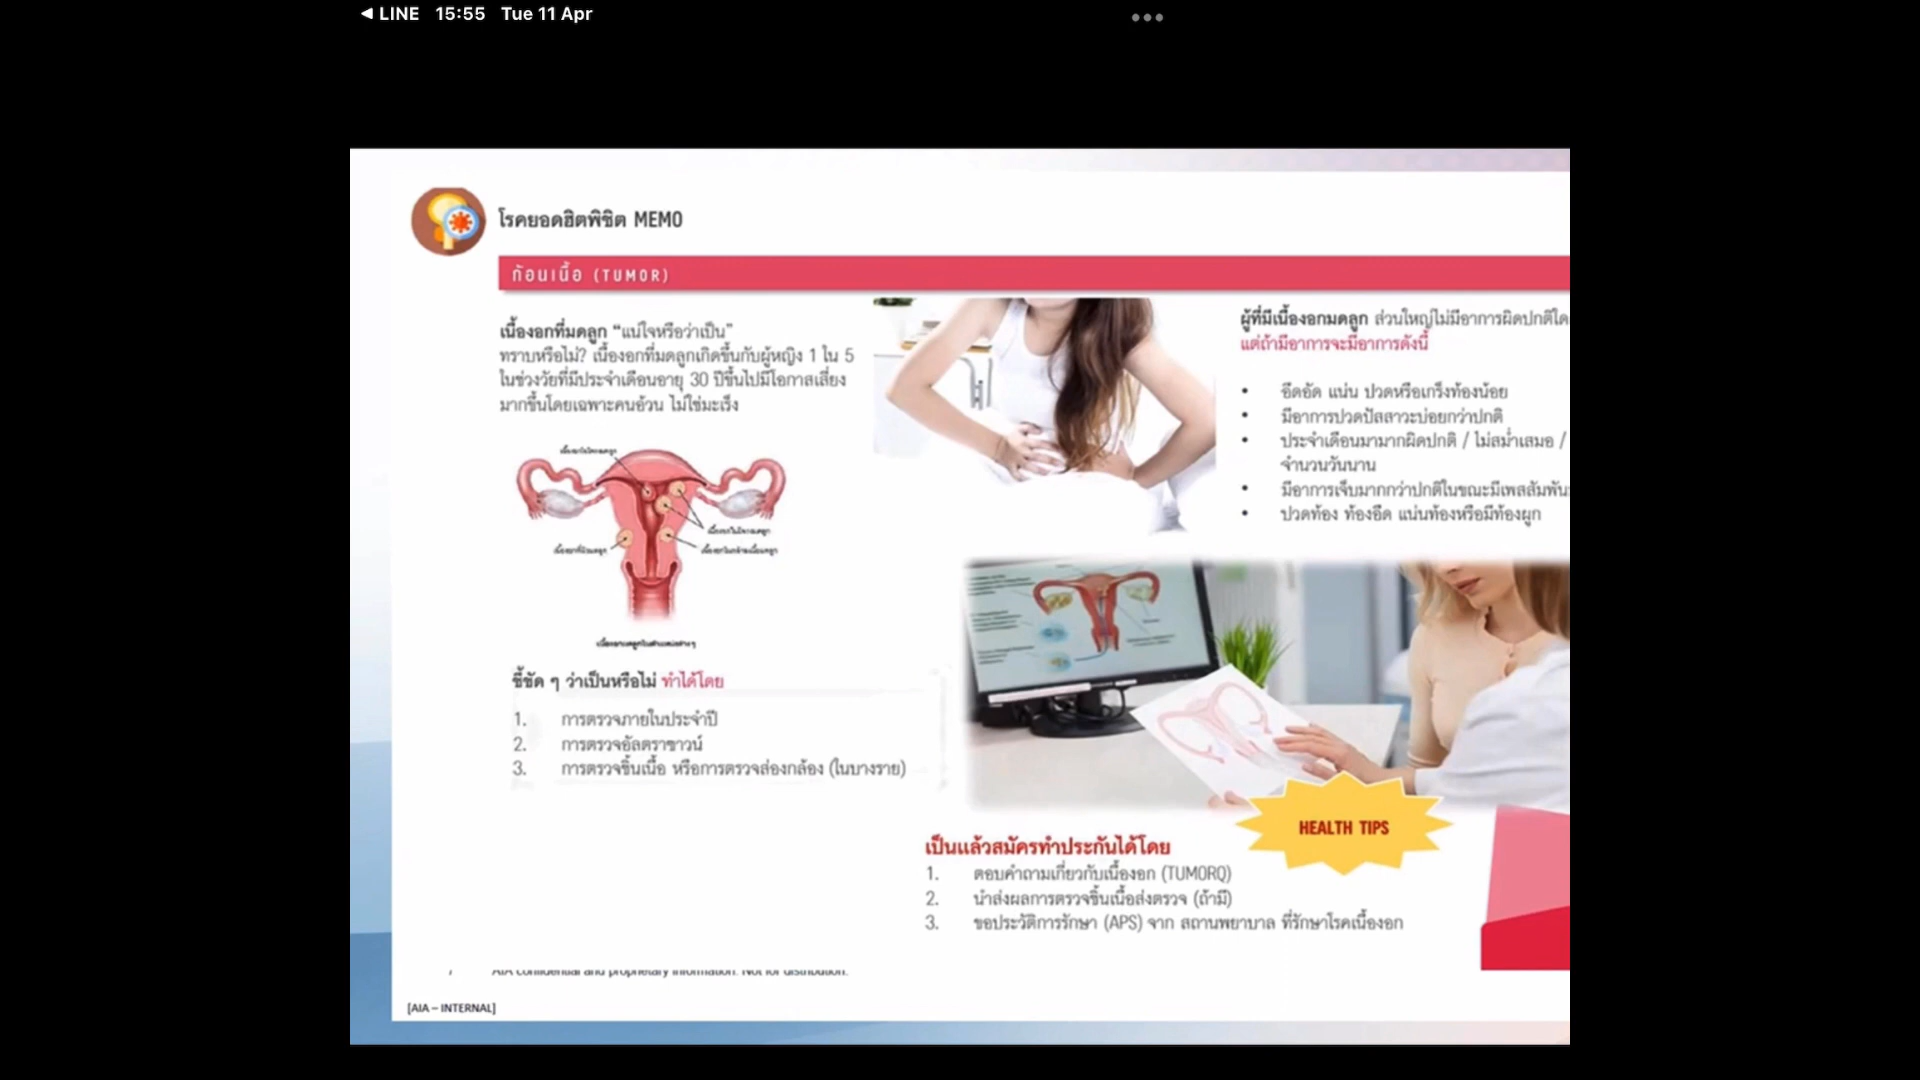 ◀ LINE 15:55 Tue 11 Apr
โรคยอดฮิตพิชิต MEMO
ก้อนเนื้อ (TUMOR)
เนื้องอกที่มดลูก “แน่ใจหรือว่าเป็น”
ทราบหรือไม่? เนื้องอกที่มดลูกเกิดขึ้นกับผู้หญิง 1 ใน 5
ในช่วงวัยที่มีประจำเดือนอายุ 30 ปีขึ้นไปมีโอกาสเสี่ยง
มากขึ้นโดยเฉพาะคนอ้วน ไม่ใช่มะเร็ง
ชี้ชัด ๆ ว่าเป็นหรือไม่ ทำได้โดย
1. การตรวจภายในประจำปี
2. การตรวจอัลตราซาวน์
3. การตรวจชิ้นเนื้อ หรือการตรวจส่องกล้อง (ในบางราย)
ผู้ที่มีเนื้องอกมดลูก ส่วนใหญ่ไม่มีอาการผิดปกติใด
แต่ถ้ามีอาการจะมีอาการดังนี้
• อึดอัด แน่น ปวดหรือเกร็งท้องน้อย
• มีอาการปวดปัสสาวะบ่อยกว่าปกติ
• ประจำเดือนมามากผิดปกติ / ไม่สม่ำเสมอ /
จำนวนวันนาน
• มีอาการเจ็บมากกว่าปกติในขณะมีเพสสัมพัน
• ปวดท้อง ท้องอืด แน่นท้องหรือมีท้องผูก
HEALTH TIPS
เป็นแล้วสมัครทำประกันได้โดย
1. ตอบคำถามเกี่ยวกับเนื้องอก (TUMORQ)
2. นำส่งผลการตรวจชิ้นเนื้อส่งตรวจ (ถ้ามี)
3. ขอประวัติการรักษา (APS) จาก สถานพยาบาล ที่รักษาโรคเนื้องอก
AIA confidential and proprietary information. Not for distribution.
[AIA – INTERNAL]